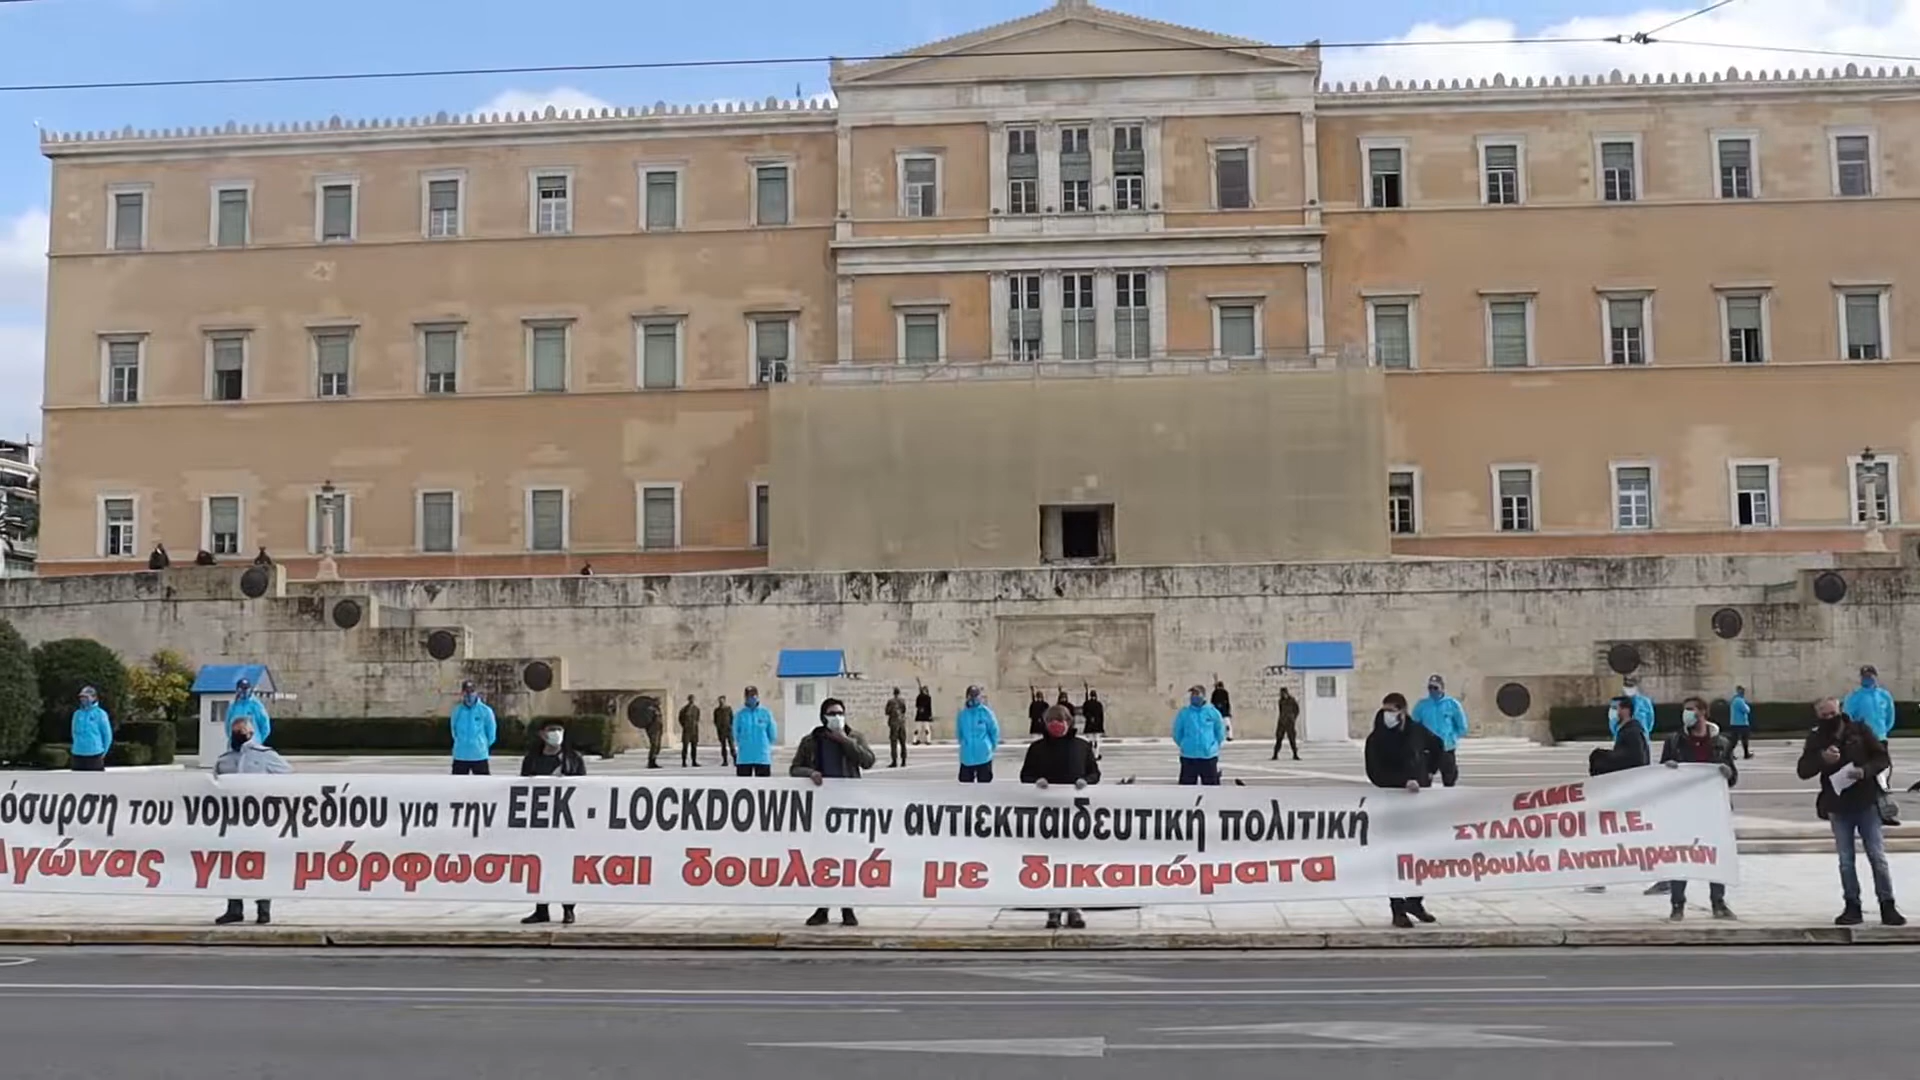 όσυρση του νομοσχεδίου για την ΕΕΚ - LOCKDOWN στην αντιεκπαιδευτική πολιτική
Αγώνας για μόρφωση και δουλειά με δικαιώματα
ΕΛΜΕ
ΣΥΛΛΟΓΟΙ Π.Ε.
Πρωτοβουλία Αναπληρωτών